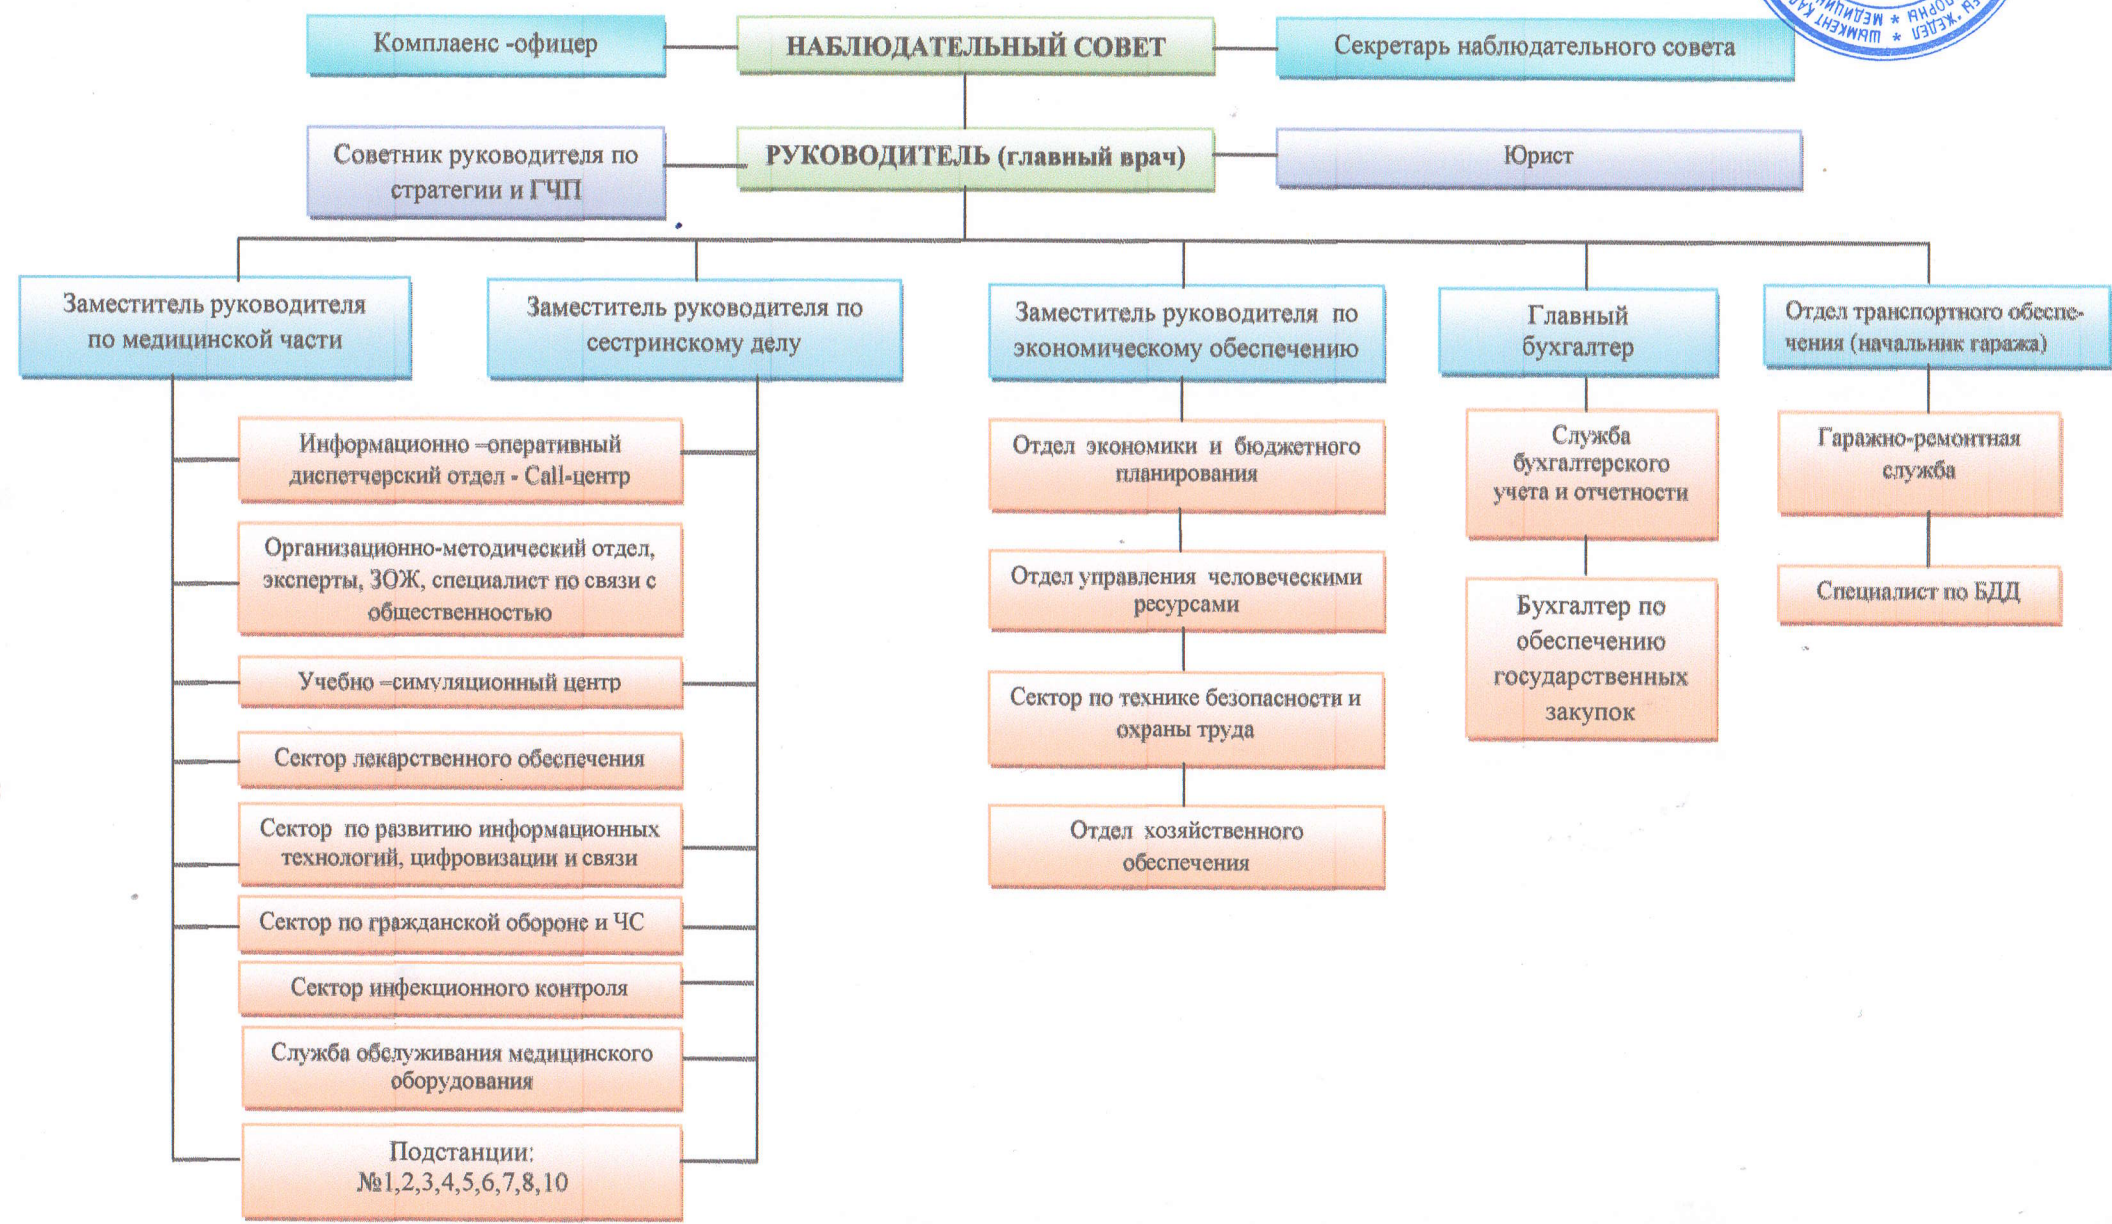 Комплаенс -офицер
НАБЛЮДАТЕЛЬНЫЙ СОВЕТ
Секретарь наблюдательного совета
Советник руководителя по
стратегии и ГЧП
РУКОВОДИТЕЛЬ (главный врач)
Юрист
Заместитель руководителя
по медицинской части
Заместитель руководителя по
сестринскому делу
Заместитель руководителя по
экономическому обеспечению
Главный
бухгалтер
Отдел транспортного обеспе-
чения (начальник гаража)
Информационно –оперативный
диспетчерский отдел - Call-центр
Организационно-методический отдел,
эксперты, ЗОЖ, специалист по связи с
общественностью
Учебно –симуляционный центр
Сектор лекарственного обеспечения
Сектор по развитию информационных
технологий, цифровизации и связи
Сектор по гражданской обороне и ЧС
Сектор инфекционного контроля
Служба обслуживания медицинского
оборудования
Подстанции:
№1,2,3,4,5,6,7,8,10
Отдел экономики и бюджетного
планирования
Отдел управления человеческими
ресурсами
Сектор по технике безопасности и
охраны труда
Отдел хозяйственного
обеспечения
Служба
бухгалтерского
учета и отчетности
Бухгалтер по
обеспечению
государственных
закупок
Гаражно-ремонтная
служба
Специалист по БДД